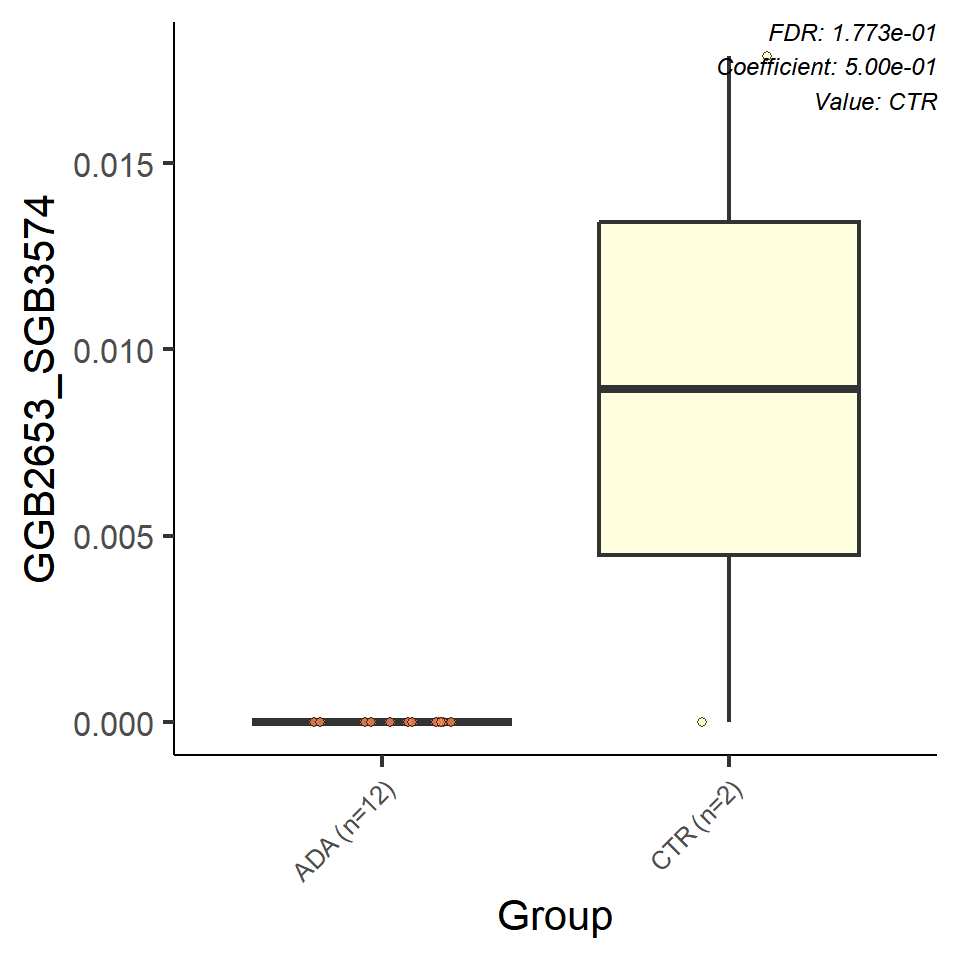 FDR: 1.773e-01
Coefficient: 5.00e-01
Value: CTR
GGB2653_SGB3574
0.015
0.010
0.005
0.000
ADA (n=12)
CTR (n=2)
Group